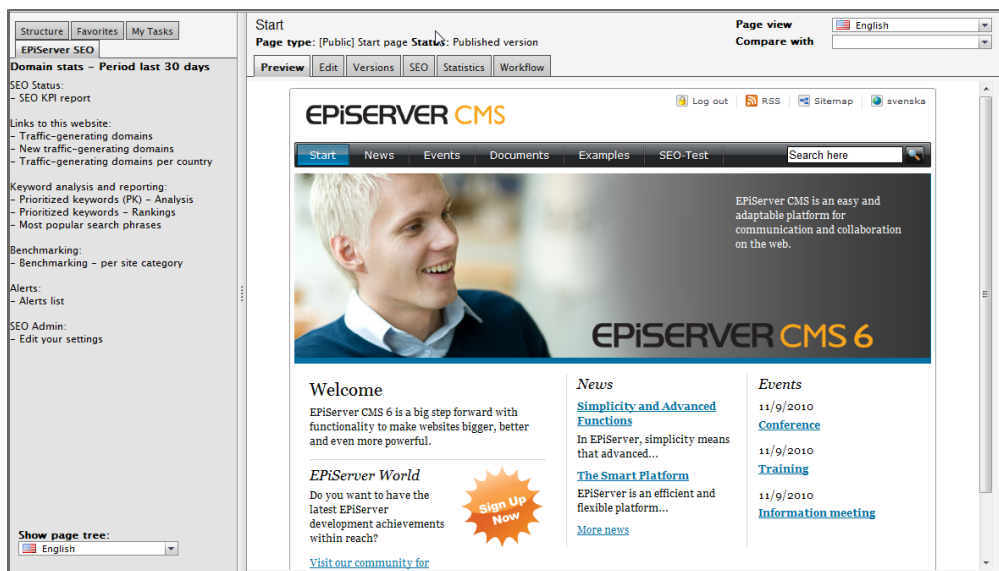 Structure Favorites My Tasks
EPiServer SEO
Domain stats – Period last 30 days
SEO Status:
– SEO KPI report
Links to this website:
– Traffic-generating domains
– New traffic-generating domains
– Traffic-generating domains per country
Keyword analysis and reporting:
– Prioritized keywords (PK) – Analysis
– Prioritized keywords – Rankings
– Most popular search phrases
Benchmarking:
– Benchmarking – per site category
Alerts:
– Alerts list
SEO Admin:
– Edit your settings
Show page tree:
English
Start
Page type: [Public] Start page Status: Published version
Page view English
Compare with
Preview Edit Versions SEO Statistics Workflow
EPiSERVER CMS
Log out RSS Sitemap svenska
Start News Events Documents Examples SEO-Test Search here
EPiServer CMS is an easy and
adaptable platform for
communication and collaboration
on the web.
EPiSERVER CMS 6
Welcome
EPiServer CMS 6 is a big step forward with
functionality to make websites bigger, better
and even more powerful.
EPiServer World
Do you want to have the
latest EPiServer
development achievements
within reach?
Visit our community for
Sign Up
Now
News
Simplicity and Advanced
Functions
In EPiServer, simplicity means
that advanced...
The Smart Platform
EPiServer is an efficient and
flexible platform...
More news
Events
11/9/2010
Conference
11/9/2010
Training
11/9/2010
Information meeting